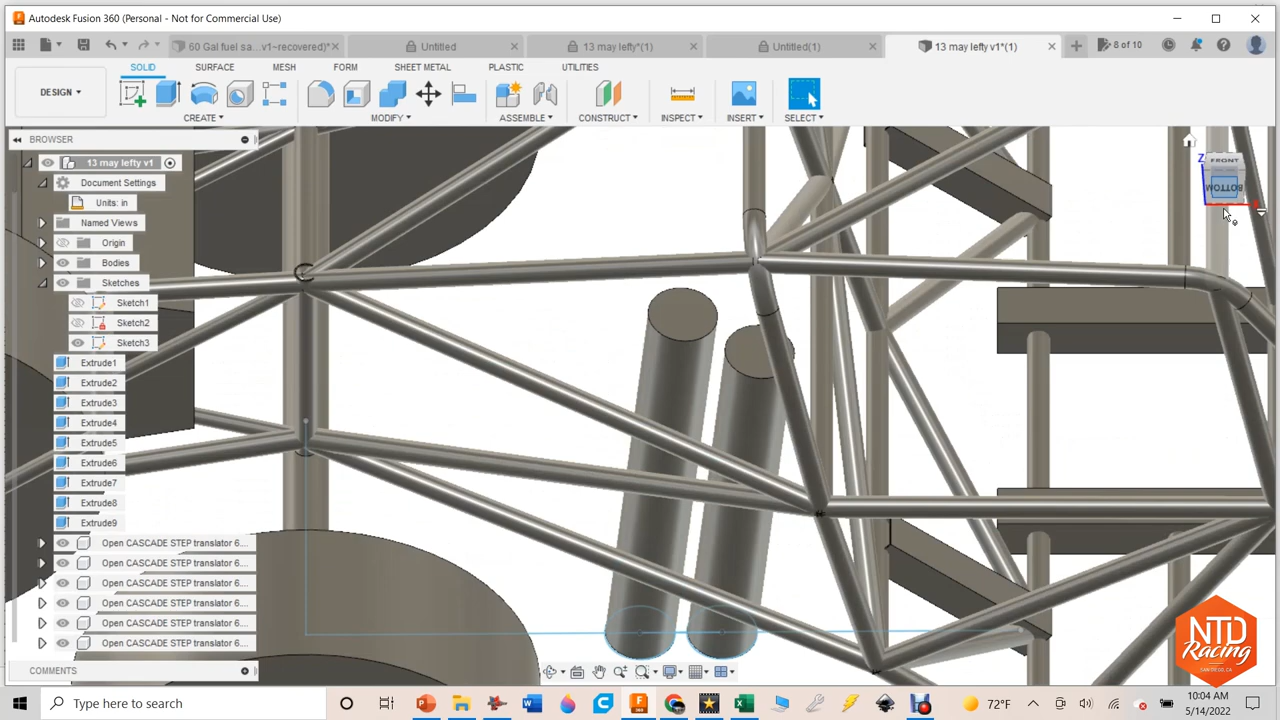 Autodesk Fusion 360 (Personal - Not for Commercial Use)
60 Gal fuel sa... v1~recovered)*
Untitled
13 may lefty*(1)
Untitled(1)
13 may lefty v1*(1)
8 of 10
SOLID
SURFACE
MESH
FORM
SHEET METAL
PLASTIC
UTILITIES
DESIGN
CREATE
MODIFY
ASSEMBLE
CONSTRUCT
INSPECT
INSERT
SELECT
BROWSER
13 may lefty v1
Document Settings
Units: in
Named Views
Origin
Bodies
Sketches
Sketch1
Sketch2
Sketch3
Extrude1
Extrude2
Extrude3
Extrude4
Extrude5
Extrude6
Extrude7
Extrude8
Extrude9
Open CASCADE STEP translator 6....
Open CASCADE STEP translator 6....
Open CASCADE STEP translator 6....
Open CASCADE STEP translator 6....
Open CASCADE STEP translator 6....
Open CASCADE STEP translator 6....
COMMENTS
Z
FRONT
BOTTOM
NTD
Racing
SAN DIEGO, CA
Type here to search
72°F
10:04 AM
5/14/2022